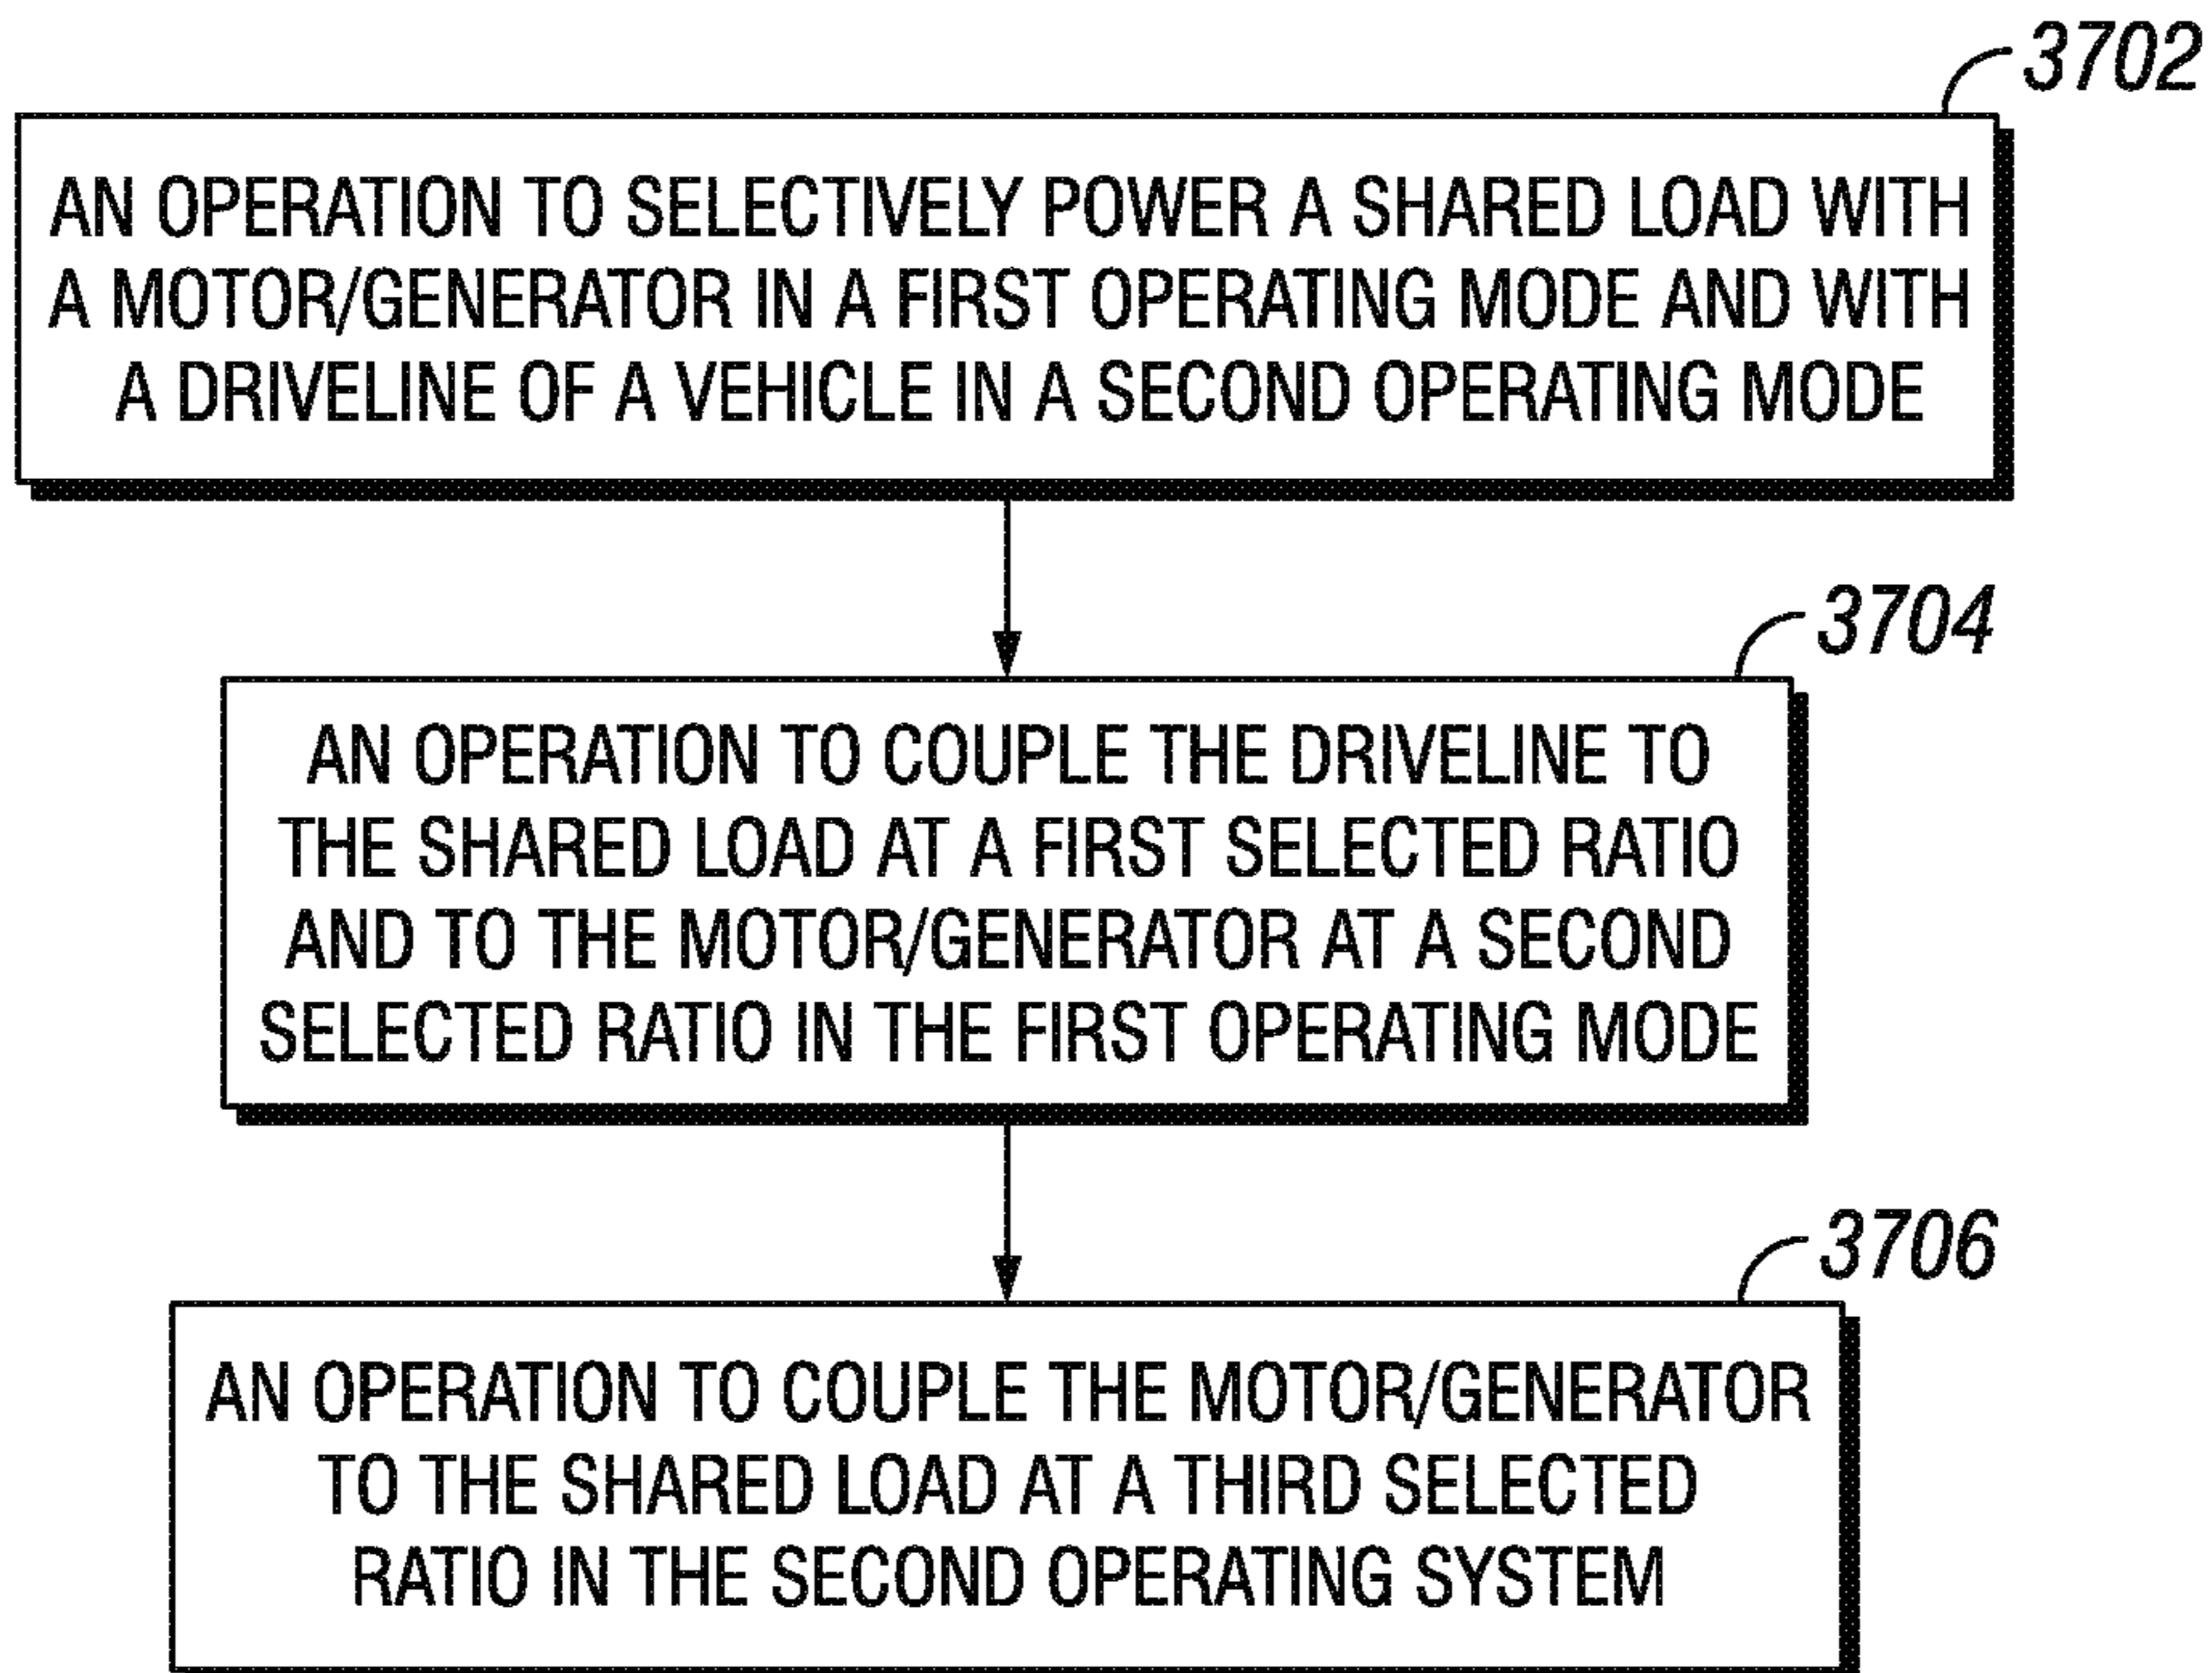 3702
AN OPERATION TO SELECTIVELY POWER A SHARED LOAD WITH
A MOTOR/GENERATOR IN A FIRST OPERATING MODE AND WITH
A DRIVELINE OF A VEHICLE IN A SECOND OPERATING MODE
3704
AN OPERATION TO COUPLE THE DRIVELINE TO
THE SHARED LOAD AT A FIRST SELECTED RATIO
AND TO THE MOTOR/GENERATOR AT A SECOND
SELECTED RATIO IN THE FIRST OPERATING MODE
3706
AN OPERATION TO COUPLE THE MOTOR/GENERATOR
TO THE SHARED LOAD AT A THIRD SELECTED
RATIO IN THE SECOND OPERATING SYSTEM